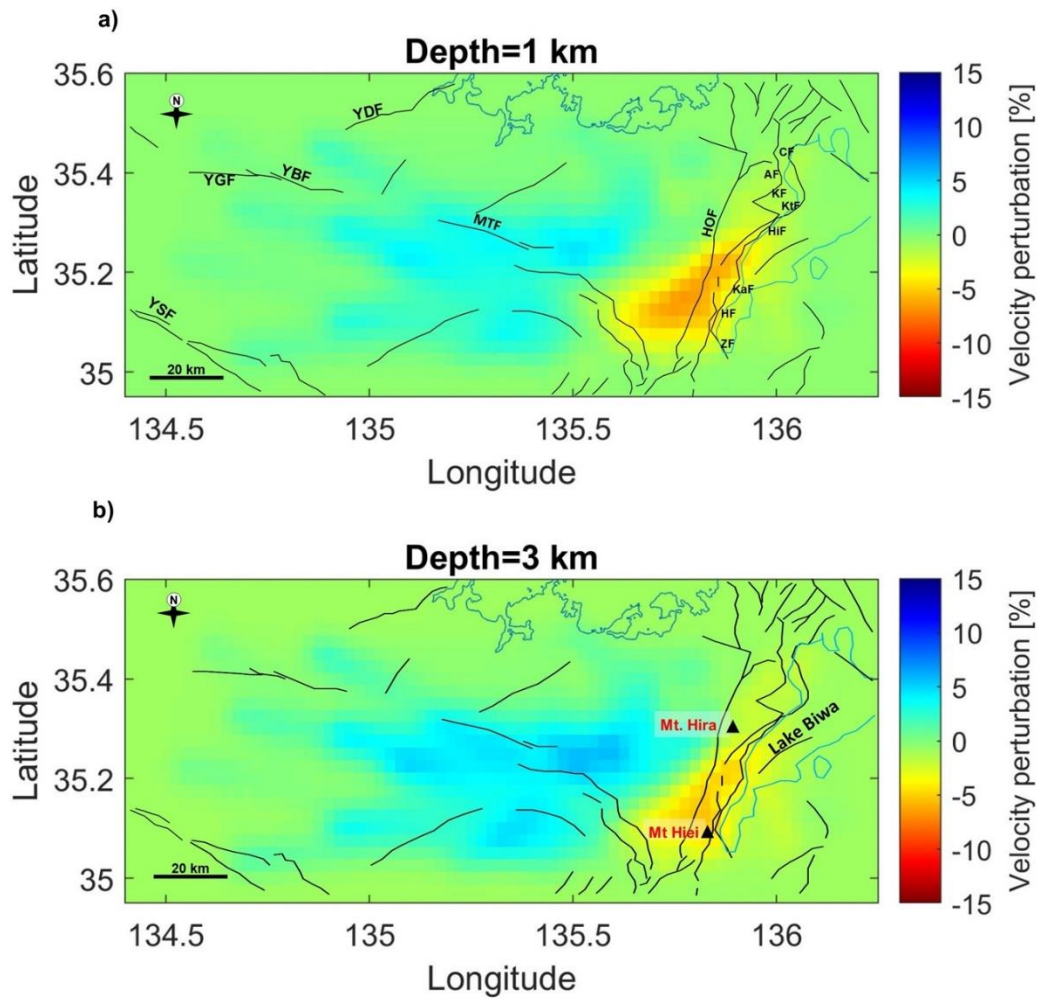 a)
Depth=1 km
35.6
35.4
35.2
35
Latitude
N
YDF
YGF
YBF
MTF
YSF
HOF
CF
AF
KF
KtF
HiF
KaF
HF
ZF
20 km
134.5
135
135.5
136
Longitude
15
10
5
0
-5
-10
-15
Velocity perturbation [%]
b)
Depth=3 km
35.6
35.4
35.2
35
Latitude
N
Mt. Hira
Lake Biwa
Mt Hiei
20 km
134.5
135
135.5
136
Longitude
15
10
5
0
-5
-10
-15
Velocity perturbation [%]